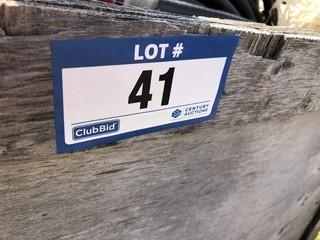 LOT #
41
ClubBid
CENTURY
AUCTIONS